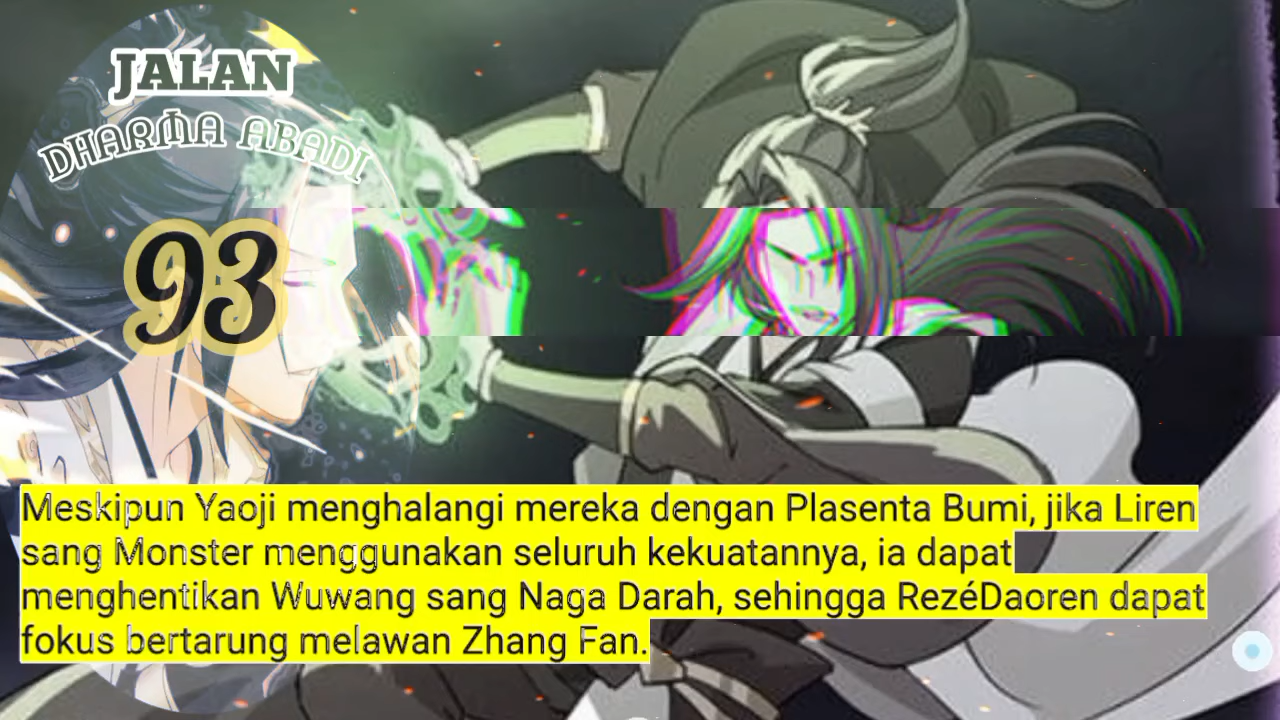 JALAN
DHARMA ABADI
93
Meskipun Yaoji menghalangi mereka dengan Plasenta Bumi, jika Liren
sang Monster menggunakan seluruh kekuatannya, ia dapat
menghentikan Wuwang sang Naga Darah, sehingga RezéDaoren dapat
fokus bertarung melawan Zhang Fan.